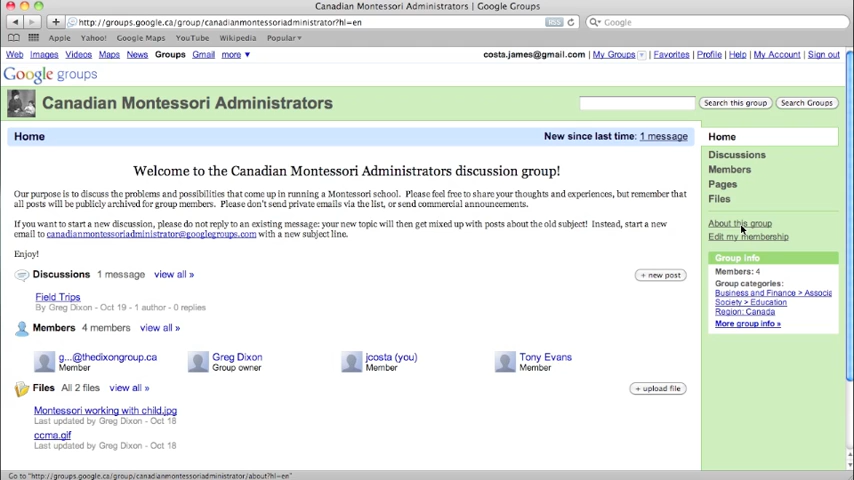 Canadian Montessori Administrators | Google Groups
http://groups.google.ca/group/canadianmontessoriadministrator?hl=en RSS Google
Apple Yahoo! Google Maps YouTube Wikipedia Popular
Web Images Videos Maps News Groups Gmail more costa.james@gmail.com | My Groups | Favorites | Profile | Help | My Account | Sign out
Google groups
Canadian Montessori Administrators Search this group Search Groups
Home New since last time: 1 message
Home
Discussions
Members
Pages
Files
About this group
Edit my membership
Group info
Members: 4
Group categories:
Business and Finance > Associa
Society > Education
Region: Canada
More group info »
Welcome to the Canadian Montessori Administrators discussion group!
Our purpose is to discuss the problems and possibilities that come up in running a Montessori school. Please feel free to share your thoughts and experiences, but remember that
all posts will be publicly archived for group members. Please don't send private emails via the list, or send commercial announcements.
If you want to start a new discussion, please do not reply to an existing message: your new topic will then get mixed up with posts about the old subject! Instead, start a new
email to canadianmontessoriadministrator@googlegroups.com with a new subject line.
Enjoy!
Discussions 1 message view all » + new post
Field Trips
By Greg Dixon - Oct 19 - 1 author - 0 replies
Members 4 members view all »
g...@thedixongroup.ca Greg Dixon jcosta (you) Tony Evans
Member Group owner Member Member
Files All 2 files view all » + upload file
Montessori working with child.jpg
Last updated by Greg Dixon - Oct 18
ccma.gif
Last updated by Greg Dixon - Oct 18
Go to "http://groups.google.ca/group/canadianmontessoriadministrator/about?hl=en"